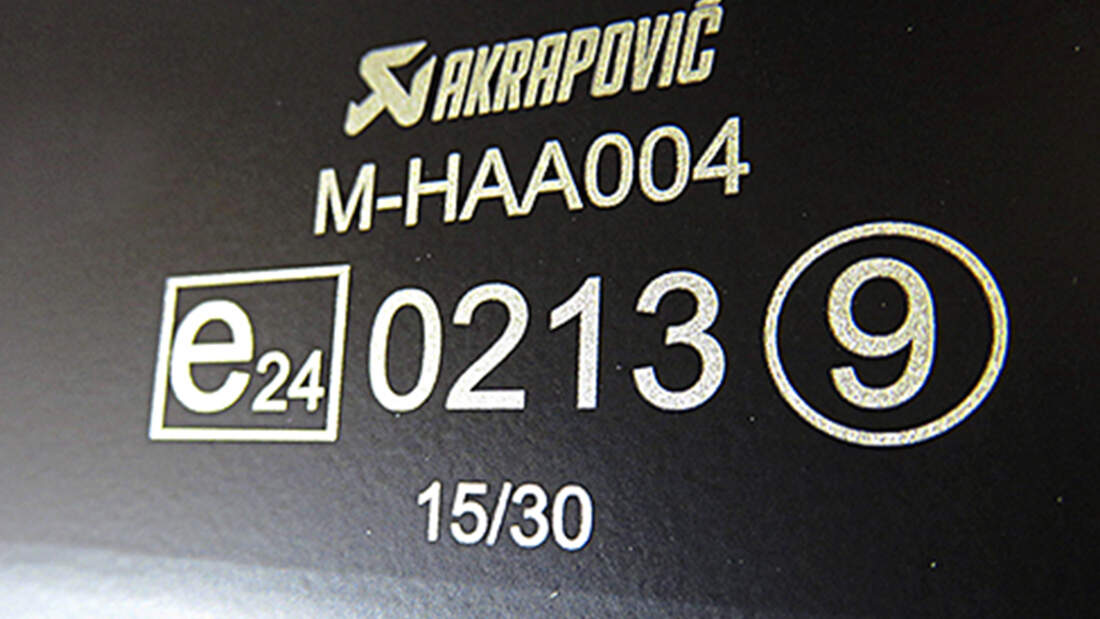 AKRAPOVIČ
M-HAA004
e24 0213 9
15/30